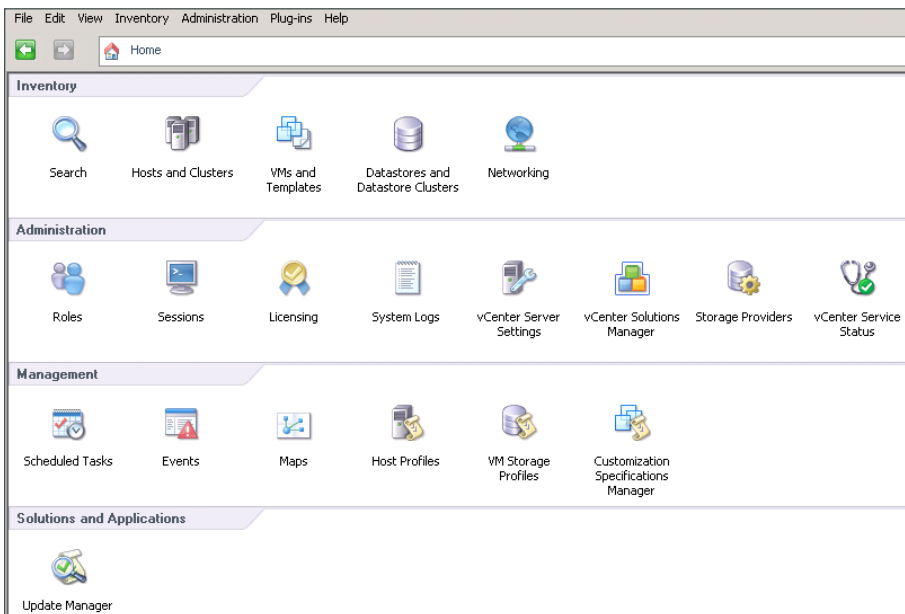 File Edit View Inventory Administration Plug-ins Help
Home
Inventory
Search
Hosts and Clusters
VMs and
Templates
Datastores and
Datastore Clusters
Networking
Administration
Roles
Sessions
Licensing
System Logs
vCenter Server
Settings
vCenter Solutions
Manager
Storage Providers
vCenter Service
Status
Management
Scheduled Tasks
Events
Maps
Host Profiles
VM Storage
Profiles
Customization
Specifications
Manager
Solutions and Applications
Update Manager